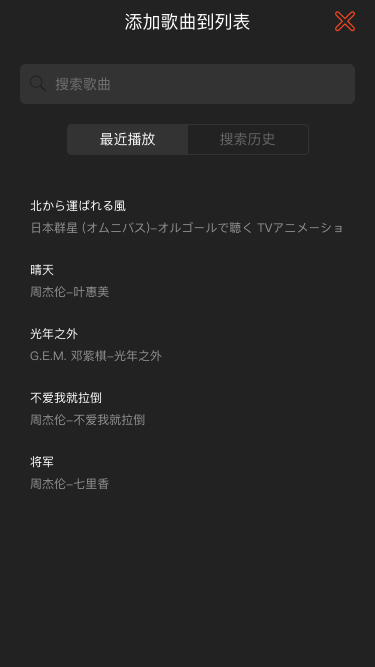 添加歌曲到列表
搜索歌曲
最近播放
搜索历史
北から運ばれる風
日本群星 (オムニバス)-オルゴールで聴く TVアニメーショ
晴天
周杰伦-叶惠美
光年之外
G.E.M. 邓紫棋-光年之外
不爱我就拉倒
周杰伦-不爱我就拉倒
将军
周杰伦-七里香